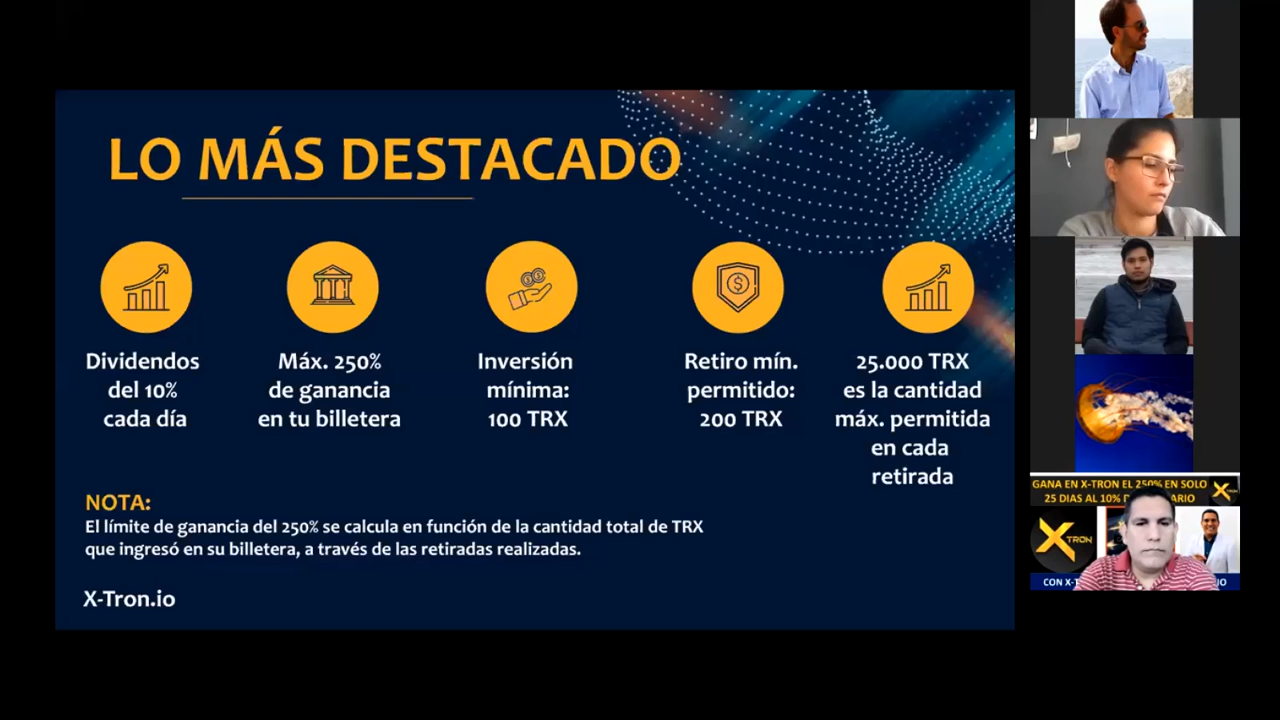 LO MÁS DESTACADO
Dividendos
del 10%
cada día
Máx. 250%
de ganancia
en tu billetera
Inversión
mínima:
100 TRX
Retiro mín.
permitido:
200 TRX
25.000 TRX
es la cantidad
máx. permitida
en cada
retirada
NOTA:
El límite de ganancia del 250% se calcula en función de la cantidad total de TRX
que ingresó en su billetera, a través de las retiradas realizadas.
X-Tron.io
GANA EN X-TRON EL 250% EN SOLO
25 DIAS AL 10% D
ARIO
X TRON
CON X-T